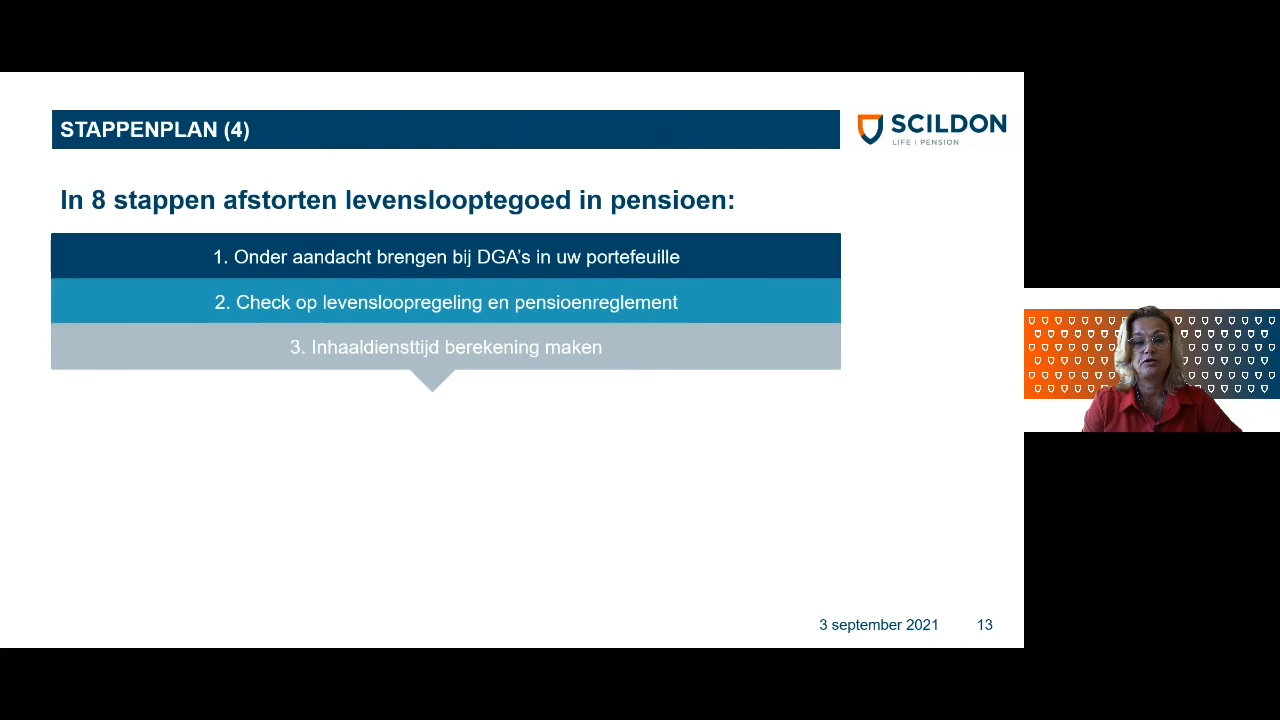 STAPPENPLAN (4)
SCILDON
LIFE | PENSION
In 8 stappen afstorten levenslooptegoed in pensioen:
1. Onder aandacht brengen bij DGA's in uw portefeuille
2. Check op levensloopregeling en pensioenreglement
3. Inhaaldiensttijd berekening maken
3 september 2021 13